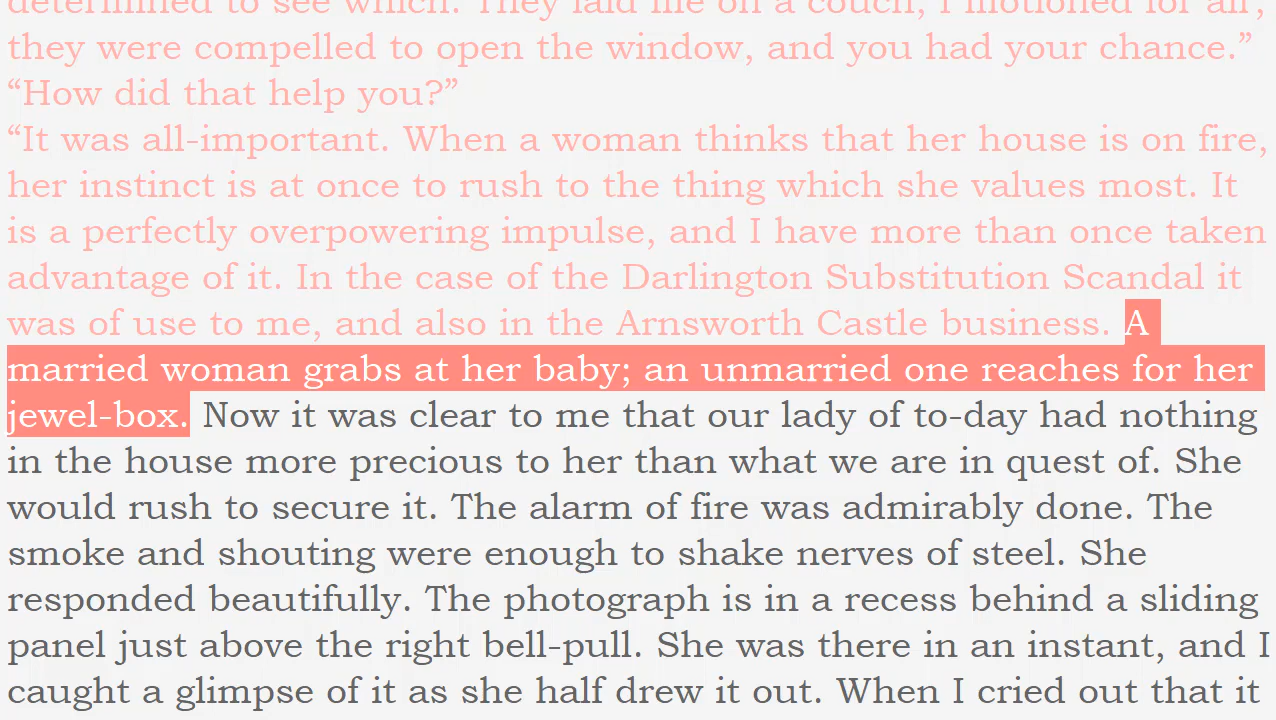 determined to see which. They laid me on a couch, I motioned for air,
they were compelled to open the window, and you had your chance.”
“How did that help you?”
“It was all-important. When a woman thinks that her house is on fire,
her instinct is at once to rush to the thing which she values most. It
is a perfectly overpowering impulse, and I have more than once taken
advantage of it. In the case of the Darlington Substitution Scandal it
was of use to me, and also in the Arnsworth Castle business. A
married woman grabs at her baby; an unmarried one reaches for her
jewel-box. Now it was clear to me that our lady of to-day had nothing
in the house more precious to her than what we are in quest of. She
would rush to secure it. The alarm of fire was admirably done. The
smoke and shouting were enough to shake nerves of steel. She
responded beautifully. The photograph is in a recess behind a sliding
panel just above the right bell-pull. She was there in an instant, and I
caught a glimpse of it as she half drew it out. When I cried out that it